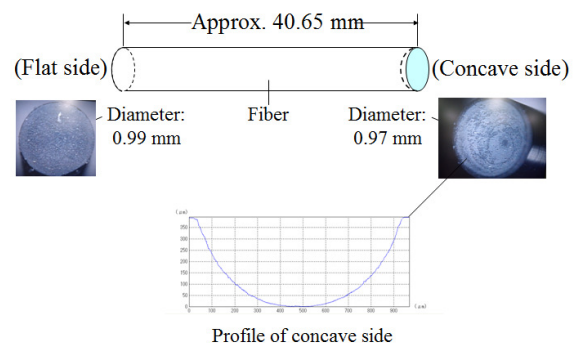 Approx. 40.65 mm
(Flat side)
(Concave side)
Diameter:
0.99 mm
Fiber
Diameter:
0.97 mm
(μm)
350
300
250
200
150
100
50
0
0 100 200 300 400 500 600 700 800 900 (μm)
Profile of concave side